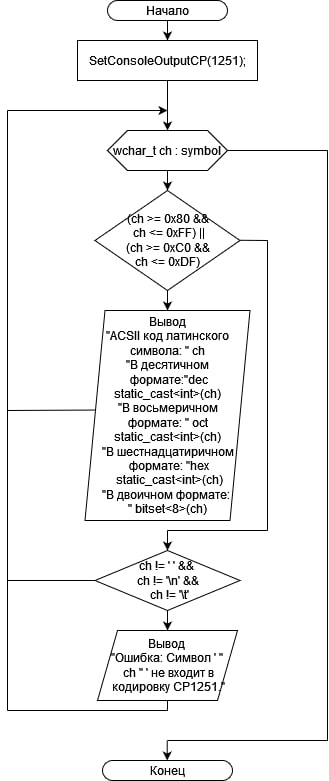 Начало
SetConsoleOutputCP(1251);
wchar_t ch : symbol
(ch >= 0x80 &&
ch <= 0xFF) ||
(ch >= 0xC0 &&
ch <= 0xDF)
Вывод
"ACSII код латинского
символа: " ch
"В десятичном
формате:"dec
static_cast<int>(ch)
"В восьмеричном
формате: " oct
static_cast<int>(ch)
"В шестнадцатиричном
формате: "hex
static_cast<int>(ch)
"В двоичном формате:
" bitset<8>(ch)
ch != ' ' &&
ch != '\n' &&
ch != '\t'
Вывод
"Ошибка: Символ ' "
ch " ' не входит в
кодировку CP1251."
Конец